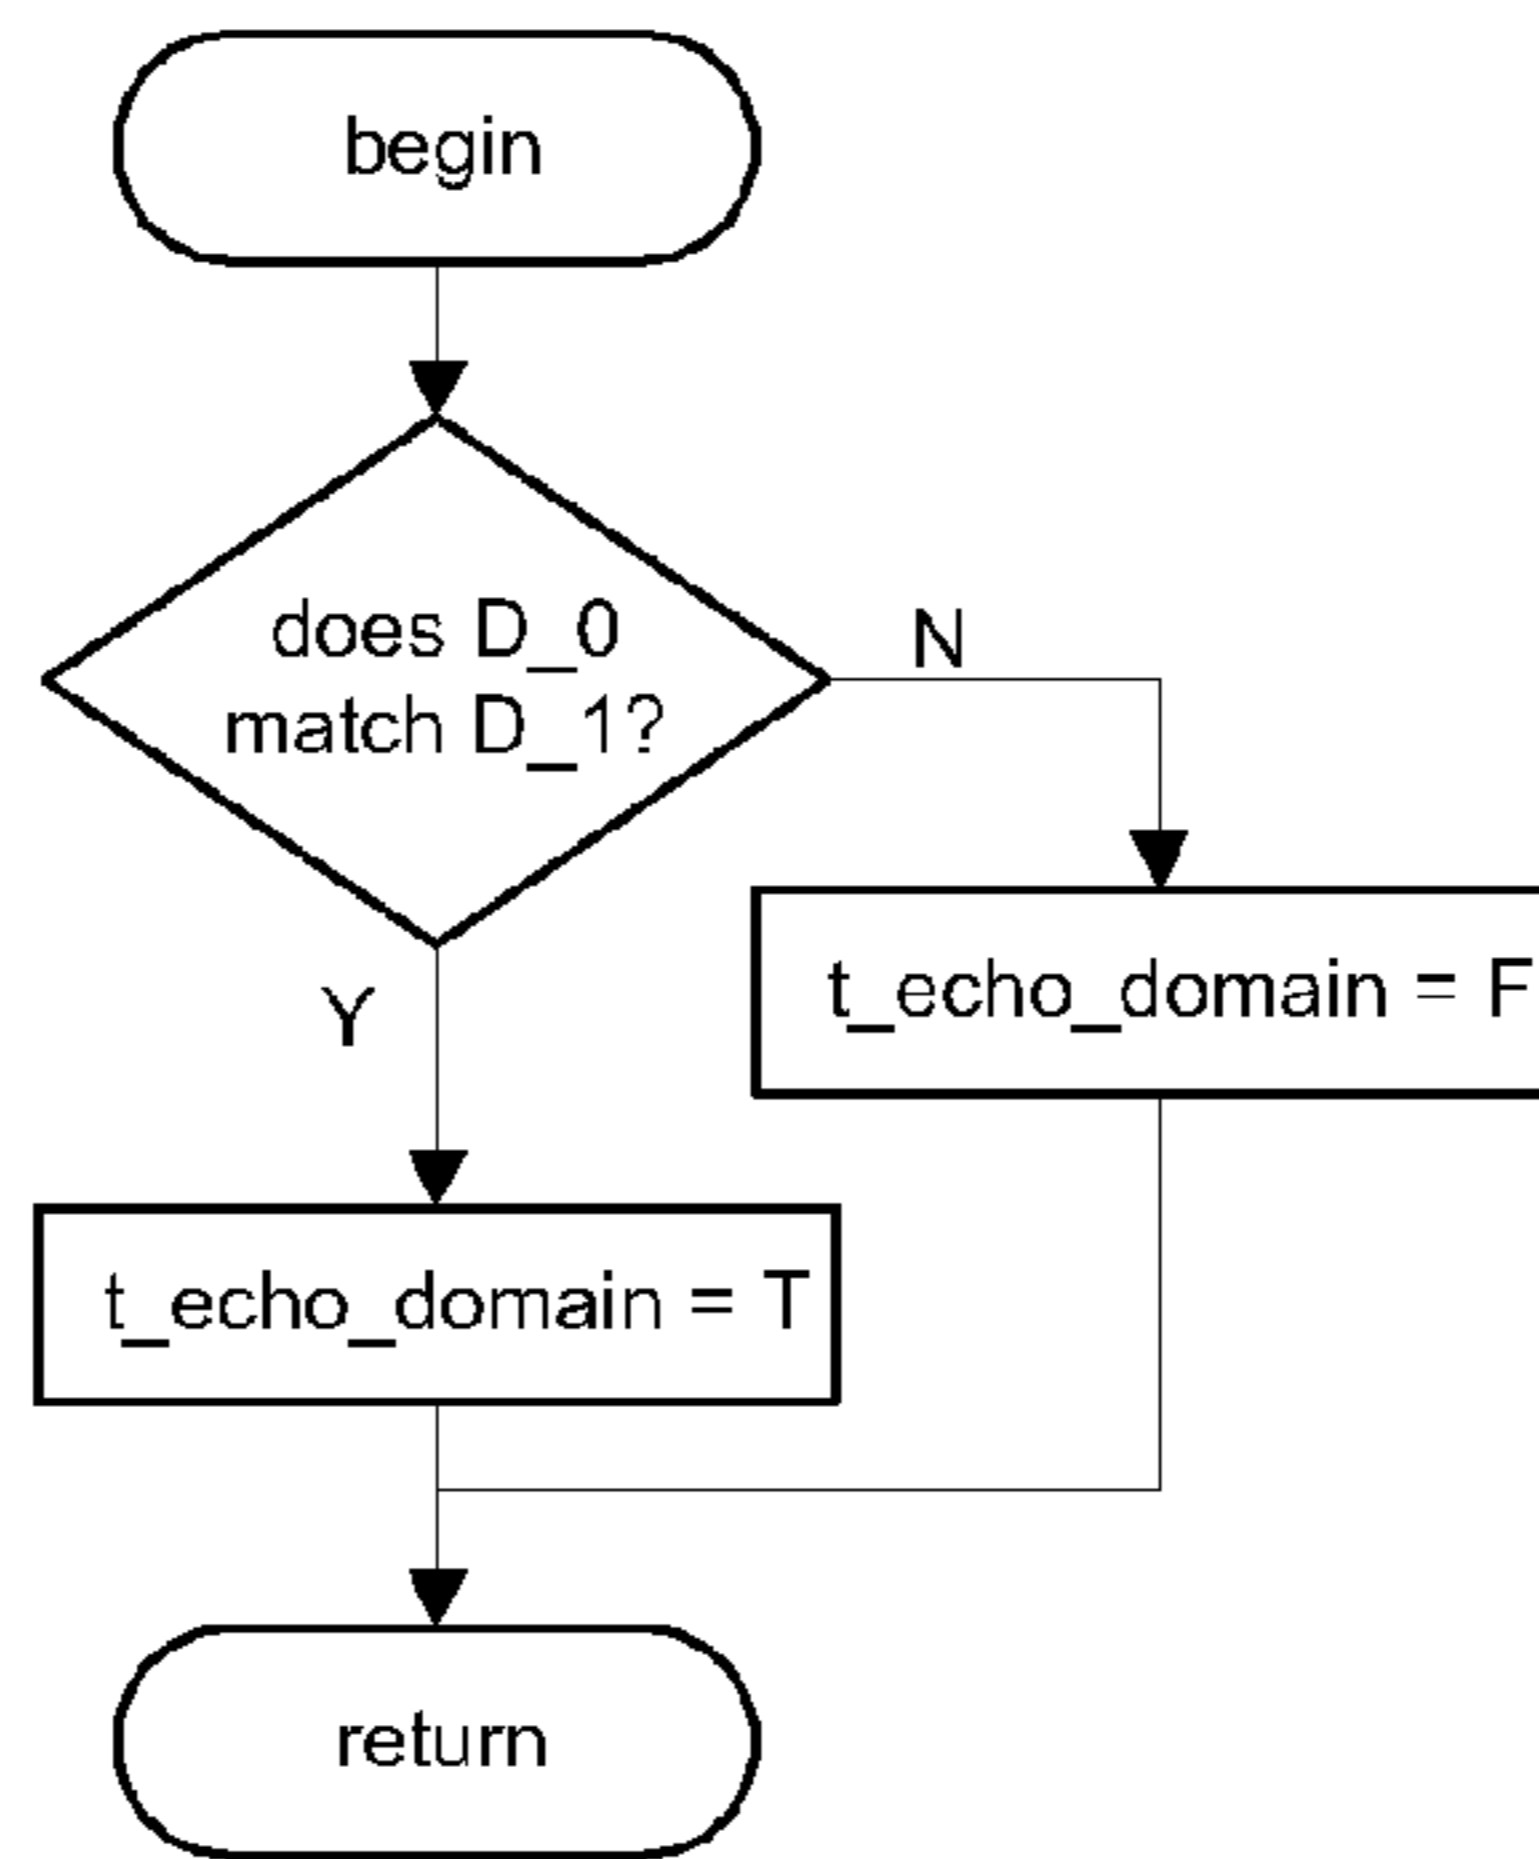 begin
does D_0
match D_1?
N
t_echo_domain = F
Y
t_echo_domain = T
return